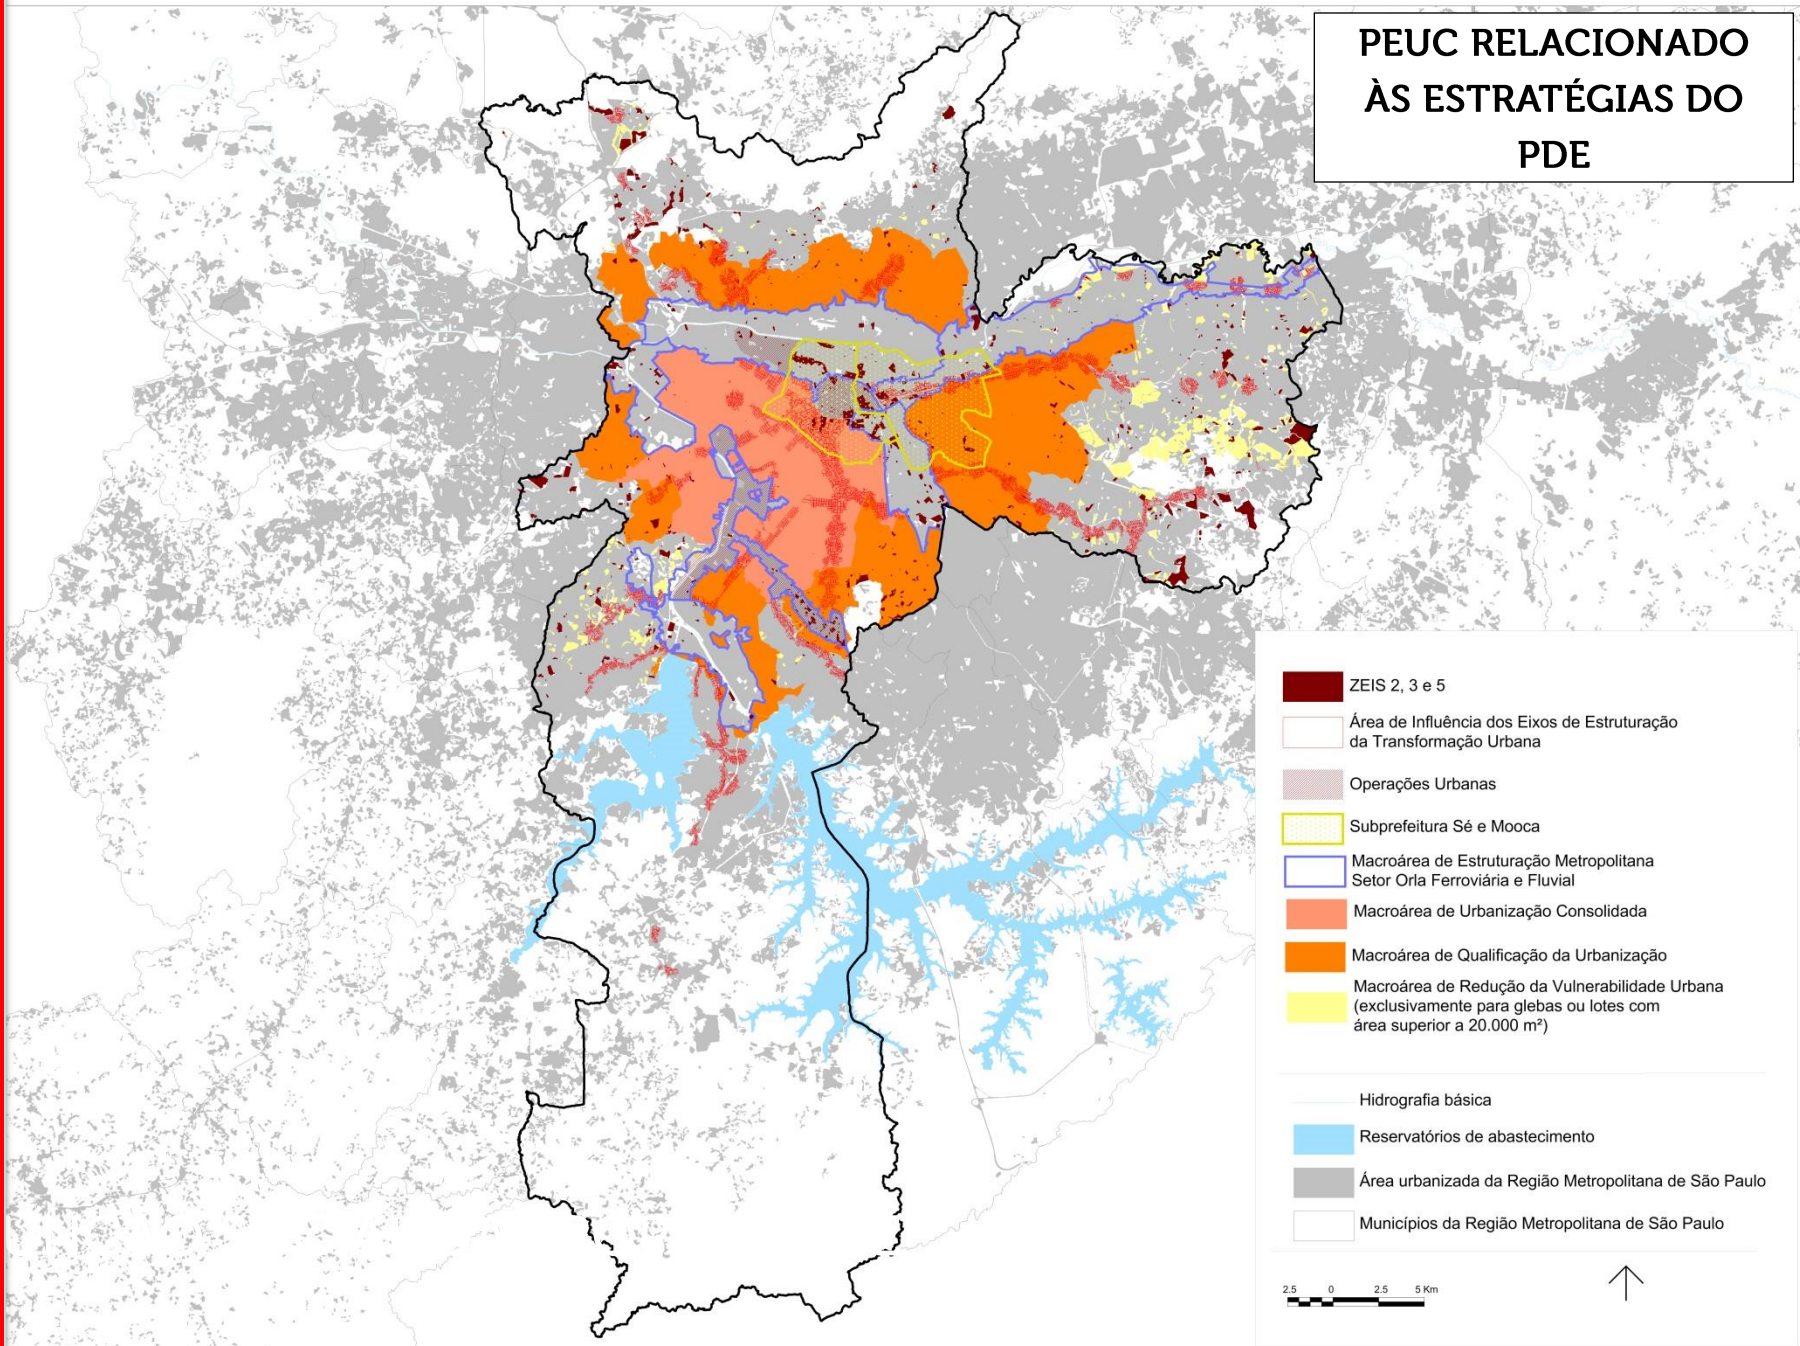 PEUC RELACIONADO
ÀS ESTRATÉGIAS DO
PDE
ZEIS 2, 3 e 5
Área de Influência dos Eixos de Estruturação
da Transformação Urbana
Operações Urbanas
Subprefeitura Sé e Mooca
Macroárea de Estruturação Metropolitana
Setor Orla Ferroviária e Fluvial
Macroárea de Urbanização Consolidada
Macroárea de Qualificação da Urbanização
Macroárea de Redução da Vulnerabilidade Urbana
(exclusivamente para glebas ou lotes com
área superior a 20.000 m²)
Hidrografia básica
Reservatórios de abastecimento
Área urbanizada da Região Metropolitana de São Paulo
Municípios da Região Metropolitana de São Paulo
2.5 0 2.5 5 Km